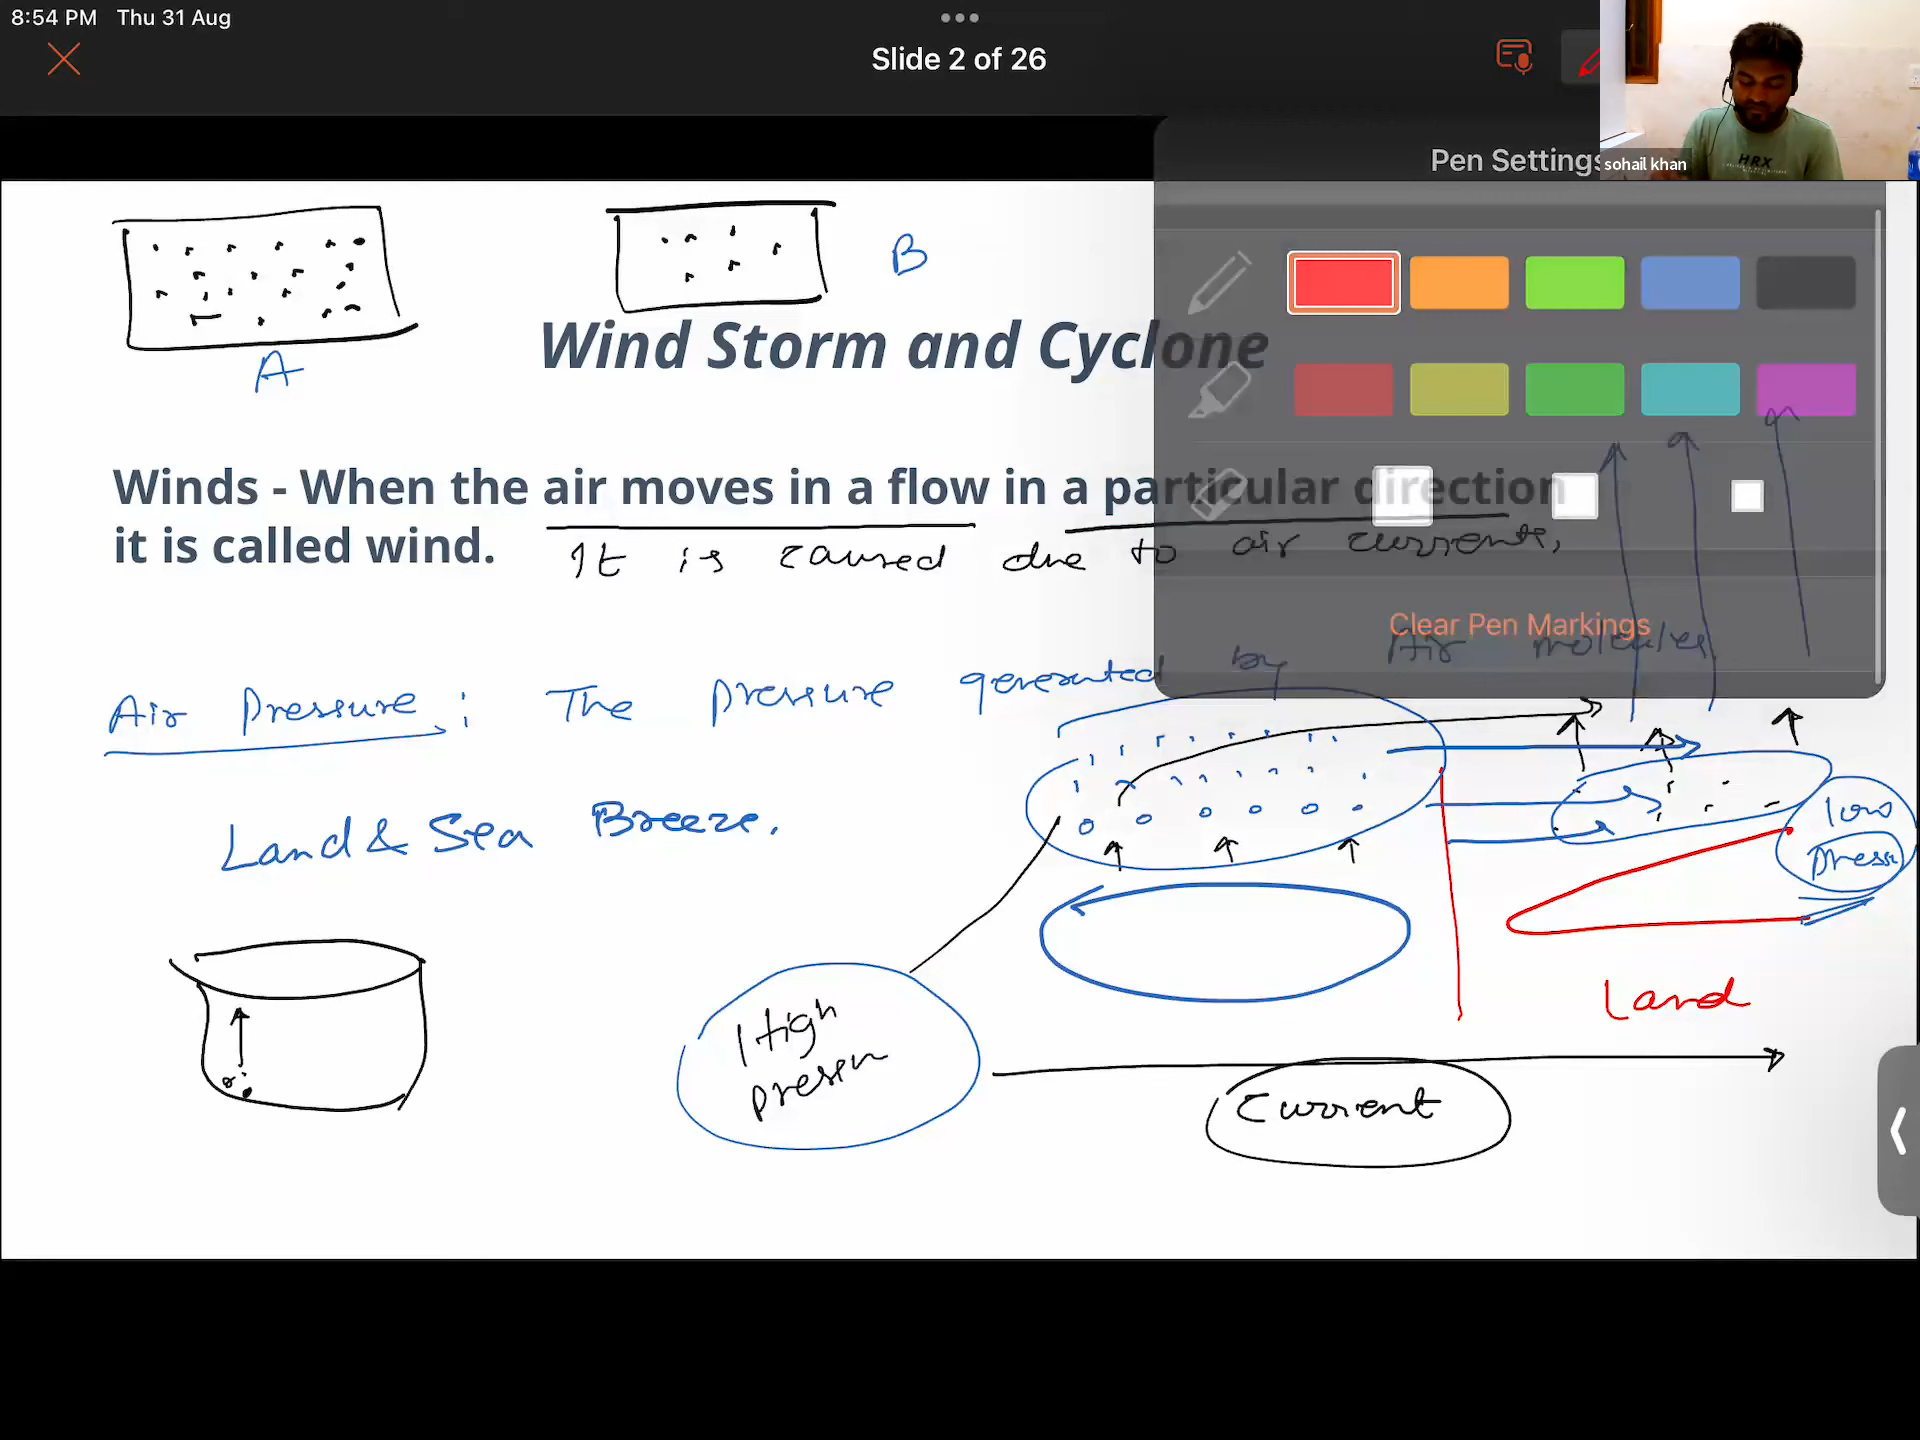 8:54 PM Thu 31 Aug
Slide 2 of 26
Pen Settings
sohail khan
HRX
B
A
Wind Storm and Cyclone
Winds - When the air moves in a flow in a particular direction
it is called wind.
It is caused due to air currents.
Clear Pen Markings
Air Pressure : The pressure generated by Air molecules
Land & Sea Breeze.
low
press
High
Land
Current